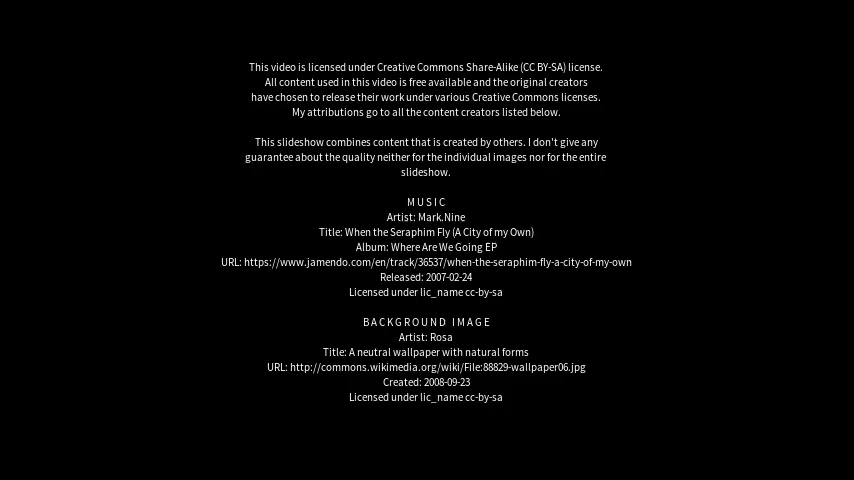 This video is licensed under Creative Commons Share-Alike (CC BY-SA) license.
All content used in this video is free available and the original creators
have chosen to release their work under various Creative Commons licenses.
My attributions go to all the content creators listed below.
This slideshow combines content that is created by others. I don't give any
guarantee about the quality neither for the individual images nor for the entire
slideshow.
MUSIC
Artist: Mark.Nine
Title: When the Seraphim Fly (A City of my Own)
Album: Where Are We Going EP
URL: https://www.jamendo.com/en/track/36537/when-the-seraphim-fly-a-city-of-my-own
Released: 2007-02-24
Licensed under lic_name cc-by-sa
BACKGROUND IMAGE
Artist: Rosa
Title: A neutral wallpaper with natural forms
URL: http://commons.wikimedia.org/wiki/File:88829-wallpaper06.jpg
Created: 2008-09-23
Licensed under lic_name cc-by-sa